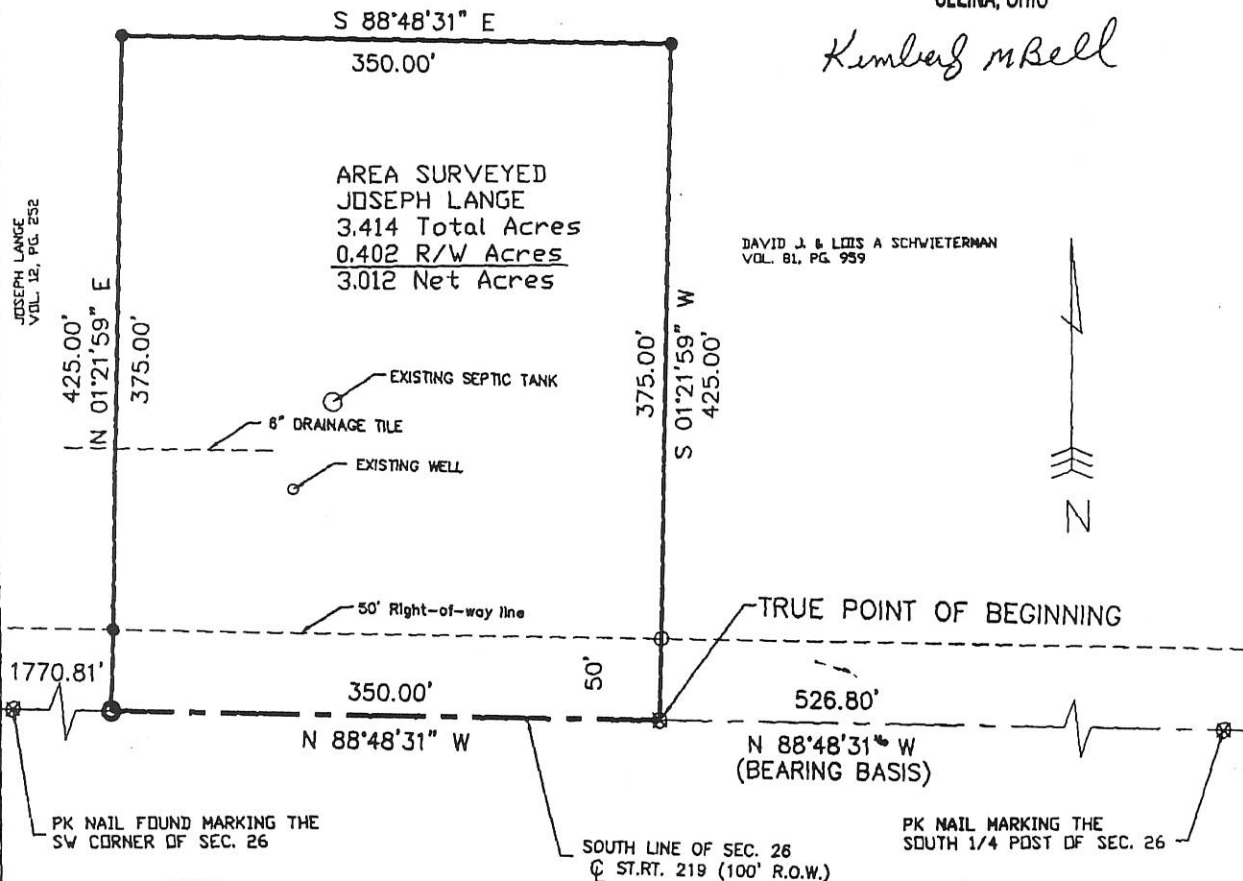 CELINA, OHIO
Kimberly M Bell
S 88°48'31" E
350.00'
AREA SURVEYED
JOSEPH LANGE
3.414 Total Acres
0.402 R/W Acres
3.012 Net Acres
JOSEPH LANGE
VOL. 12, PG. 252
DAVID J. & LOIS A SCHWIETERMAN
VOL. 81, PG. 959
425.00'
N 01°21'59" E
375.00'
375.00'
S 01°21'59" W
425.00'
EXISTING SEPTIC TANK
6" DRAINAGE TILE
EXISTING WELL
N
50' Right-of-way line
TRUE POINT OF BEGINNING
1770.81'
350.00'
50'
526.80'
N 88°48'31" W
N 88°48'31" W
(BEARING BASIS)
PK NAIL FOUND MARKING THE
SW CORNER OF SEC. 26
SOUTH LINE OF SEC. 26
℄ ST.RT. 219 (100' R.O.W.)
PK NAIL MARKING THE
SOUTH 1/4 POST OF SEC. 26